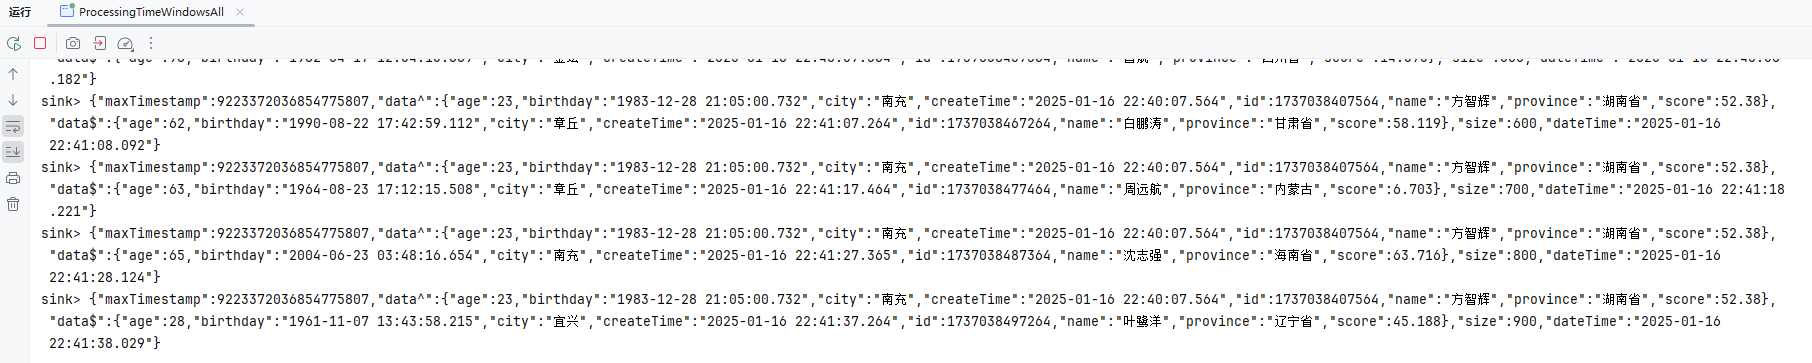 运行
ProcessingTimeWindowsAll
.182"}
sink> {"maxTimestamp":9223372036854775807,"data^":{"age":23,"birthday":"1983-12-28 21:05:00.732","city":"南充","createTime":"2025-01-16 22:40:07.564","id":1737038407564,"name":"方智辉","province":"湖南省","score":52.38},
"data$":{"age":62,"birthday":"1990-08-22 17:42:59.112","city":"章丘","createTime":"2025-01-16 22:41:07.264","id":1737038467264,"name":"白鹏涛","province":"甘肃省","score":58.119},"size":600,"dateTime":"2025-01-16
22:41:08.092"}
sink> {"maxTimestamp":9223372036854775807,"data^":{"age":23,"birthday":"1983-12-28 21:05:00.732","city":"南充","createTime":"2025-01-16 22:40:07.564","id":1737038407564,"name":"方智辉","province":"湖南省","score":52.38},
"data$":{"age":63,"birthday":"1964-08-23 17:12:15.508","city":"章丘","createTime":"2025-01-16 22:41:17.464","id":1737038477464,"name":"周远航","province":"内蒙古","score":6.703},"size":700,"dateTime":"2025-01-16 22:41:18
.221"}
sink> {"maxTimestamp":9223372036854775807,"data^":{"age":23,"birthday":"1983-12-28 21:05:00.732","city":"南充","createTime":"2025-01-16 22:40:07.564","id":1737038407564,"name":"方智辉","province":"湖南省","score":52.38},
"data$":{"age":65,"birthday":"2004-06-23 03:48:16.654","city":"南充","createTime":"2025-01-16 22:41:27.365","id":1737038487364,"name":"沈志强","province":"海南省","score":63.716},"size":800,"dateTime":"2025-01-16
22:41:28.124"}
sink> {"maxTimestamp":9223372036854775807,"data^":{"age":23,"birthday":"1983-12-28 21:05:00.732","city":"南充","createTime":"2025-01-16 22:40:07.564","id":1737038407564,"name":"方智辉","province":"湖南省","score":52.38},
"data$":{"age":28,"birthday":"1961-11-07 13:43:58.215","city":"宜兴","createTime":"2025-01-16 22:41:37.264","id":1737038497264,"name":"叶鹭洋","province":"辽宁省","score":45.188},"size":900,"dateTime":"2025-01-16
22:41:38.029"}